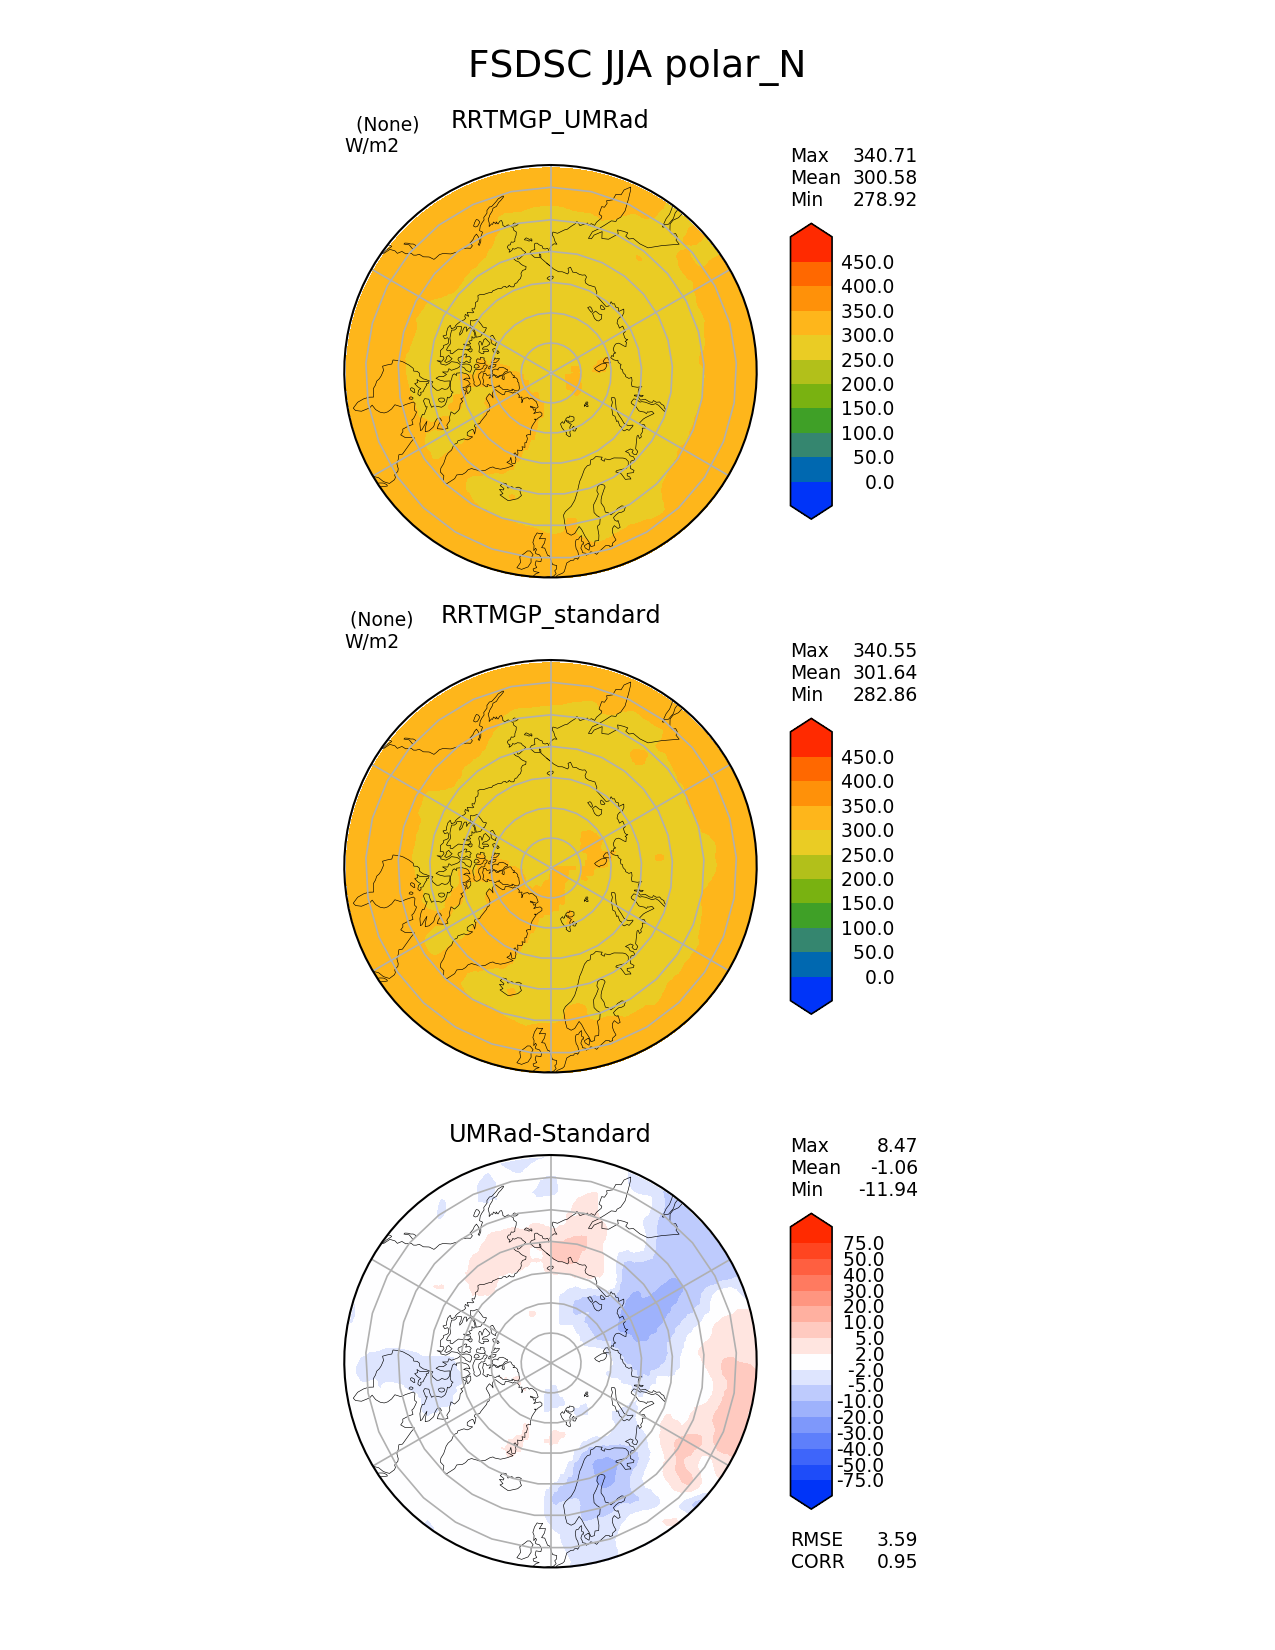 FSDSC JJA polar_N
(None) RRTMGP_UMRad
W/m2
Max 340.71
Mean 300.58
Min 278.92
450.0
400.0
350.0
300.0
250.0
200.0
150.0
100.0
50.0
0.0
(None) RRTMGP_standard
W/m2
Max 340.55
Mean 301.64
Min 282.86
450.0
400.0
350.0
300.0
250.0
200.0
150.0
100.0
50.0
0.0
UMRad-Standard
Max 8.47
Mean -1.06
Min -11.94
75.0
50.0
40.0
30.0
20.0
10.0
5.0
2.0
-2.0
-5.0
-10.0
-20.0
-30.0
-40.0
-50.0
-75.0
RMSE 3.59
CORR 0.95